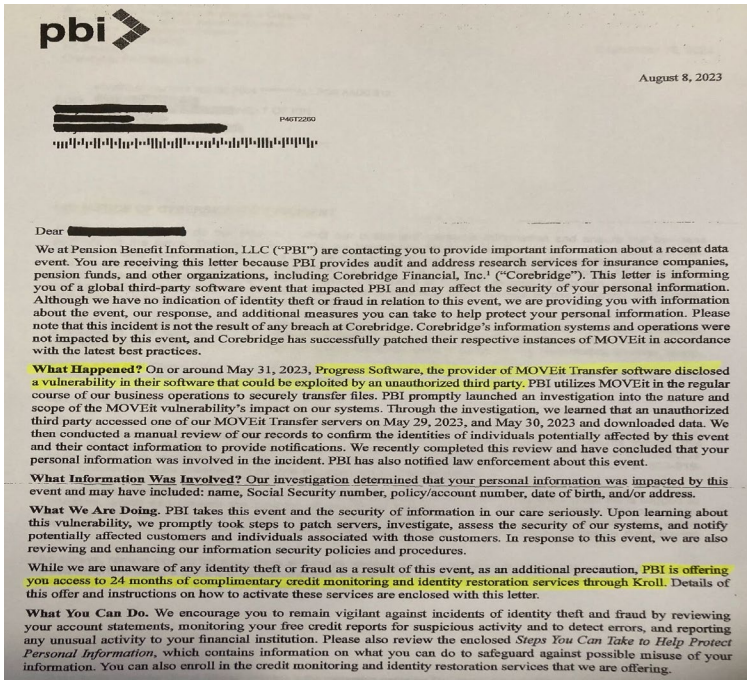 pbi
August 8, 2023
P46T2260
Dear
We at Pension Benefit Information, LLC (“PBI”) are contacting you to provide important information about a recent data
event. You are receiving this letter because PBI provides audit and address research services for insurance companies,
pension funds, and other organizations, including Corebridge Financial, Inc.¹ (“Corebridge”). This letter is informing
you of a global third-party software event that impacted PBI and may affect the security of your personal information.
Although we have no indication of identity theft or fraud in relation to this event, we are providing you with information
about the event, our response, and additional measures you can take to help protect your personal information. Please
note that this incident is not the result of any breach at Corebridge. Corebridge’s information systems and operations were
not impacted by this event, and Corebridge has successfully patched their respective instances of MOVEit in accordance
with the latest best practices.
What Happened? On or around May 31, 2023, Progress Software, the provider of MOVEit Transfer software disclosed
a vulnerability in their software that could be exploited by an unauthorized third party. PBI utilizes MOVEit in the regular
course of our business operations to securely transfer files. PBI promptly launched an investigation into the nature and
scope of the MOVEit vulnerability’s impact on our systems. Through the investigation, we learned that an unauthorized
third party accessed one of our MOVEit Transfer servers on May 29, 2023, and May 30, 2023 and downloaded data. We
then conducted a manual review of our records to confirm the identities of individuals potentially affected by this event
and their contact information to provide notifications. We recently completed this review and have concluded that your
personal information was involved in the incident. PBI has also notified law enforcement about this event.
What Information Was Involved? Our investigation determined that your personal information was impacted by this
event and may have included: name, Social Security number, policy/account number, date of birth, and/or address.
What We Are Doing. PBI takes this event and the security of information in our care seriously. Upon learning about
this vulnerability, we promptly took steps to patch servers, investigate, assess the security of our systems, and notify
potentially affected customers and individuals associated with those customers. In response to this event, we are also
reviewing and enhancing our information security policies and procedures.
While we are unaware of any identity theft or fraud as a result of this event, as an additional precaution, PBI is offering
you access to 24 months of complimentary credit monitoring and identity restoration services through Kroll. Details of
this offer and instructions on how to activate these services are enclosed with this letter.
What You Can Do. We encourage you to remain vigilant against incidents of identity theft and fraud by reviewing
your account statements, monitoring your free credit reports for suspicious activity and to detect errors, and reporting
any unusual activity to your financial institution. Please also review the enclosed Steps You Can Take to Help Protect
Personal Information, which contains information on what you can do to safeguard against possible misuse of your
information. You can also enroll in the credit monitoring and identity restoration services that we are offering.